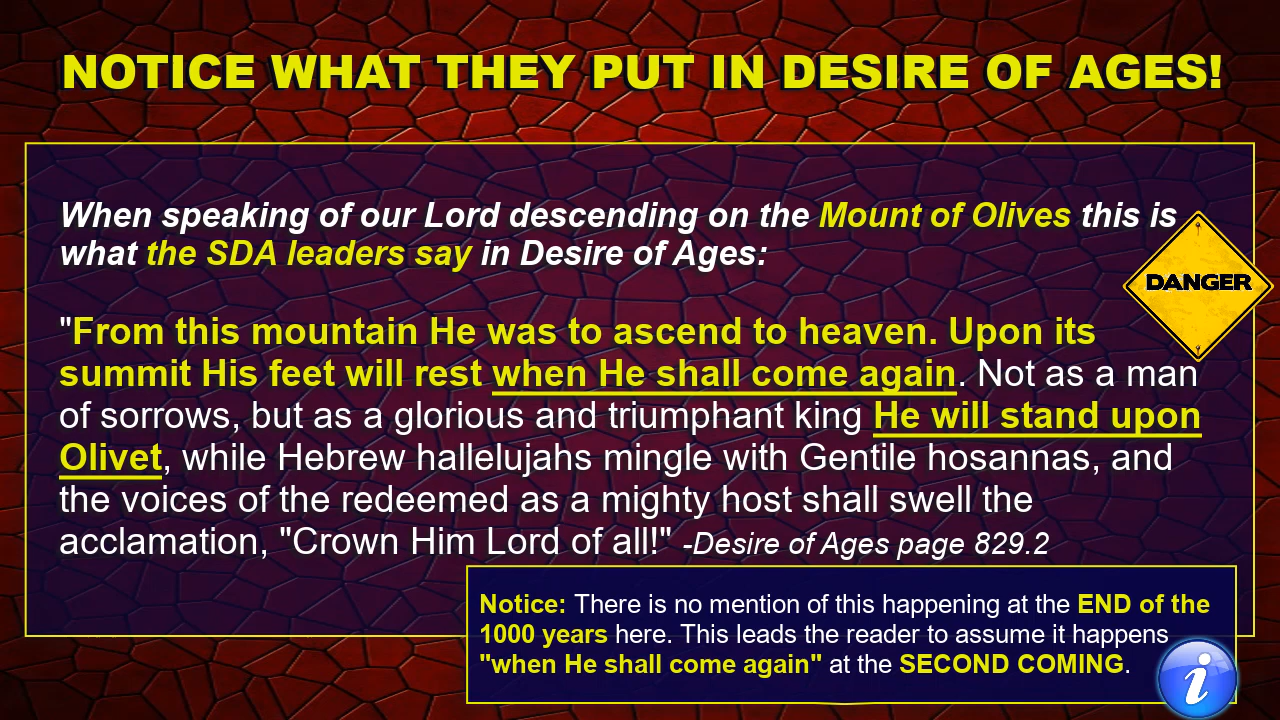 NOTICE WHAT THEY PUT IN DESIRE OF AGES!
When speaking of our Lord descending on the Mount of Olives this is
what the SDA leaders say in Desire of Ages:
DANGER
"From this mountain He was to ascend to heaven. Upon its
summit His feet will rest when He shall come again. Not as a man
of sorrows, but as a glorious and triumphant king He will stand upon
Olivet, while Hebrew hallelujahs mingle with Gentile hosannas, and
the voices of the redeemed as a mighty host shall swell the
acclamation, "Crown Him Lord of all!" -Desire of Ages page 829.2
Notice: There is no mention of this happening at the END of the
1000 years here. This leads the reader to assume it happens
"when He shall come again" at the SECOND COMING.
i